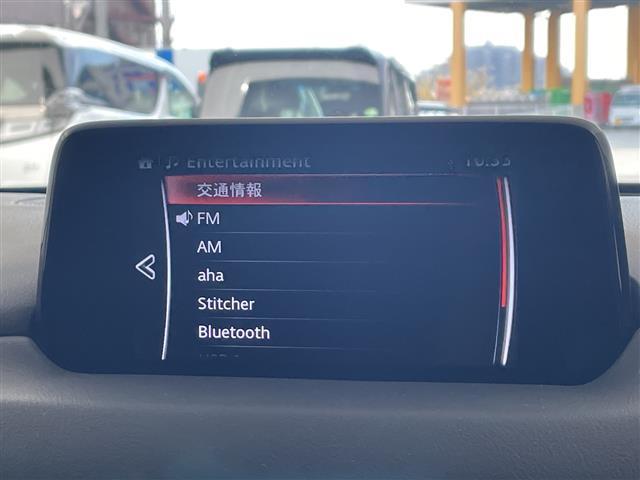 Entertainment 10:33
交通情報
FM
AM
aha
Stitcher
Bluetooth